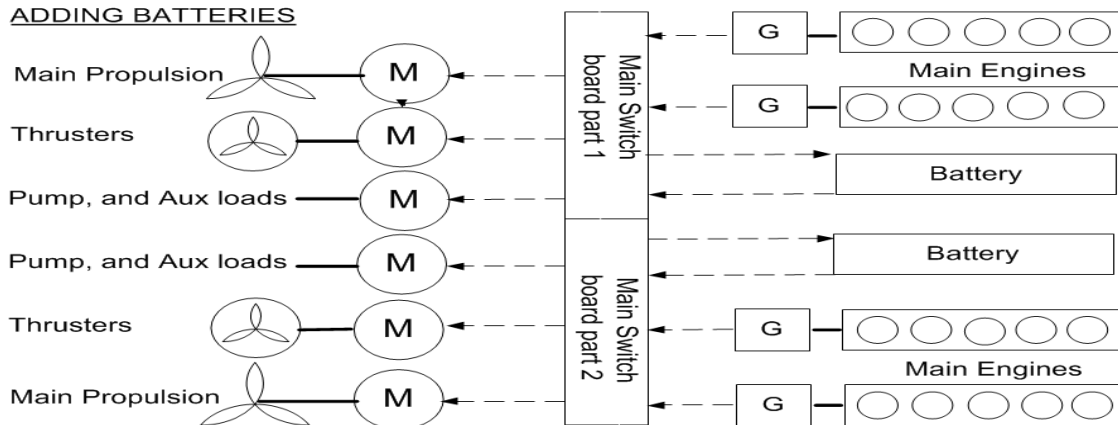 ADDING BATTERIES
Main Propulsion
M
Thrusters
M
Pump, and Aux loads
M
Pump, and Aux loads
M
Thrusters
M
Main Propulsion
M
Main Switch
board part 1
Main Switch
board part 2
G
Main Engines
G
Battery
Battery
G
Main Engines
G